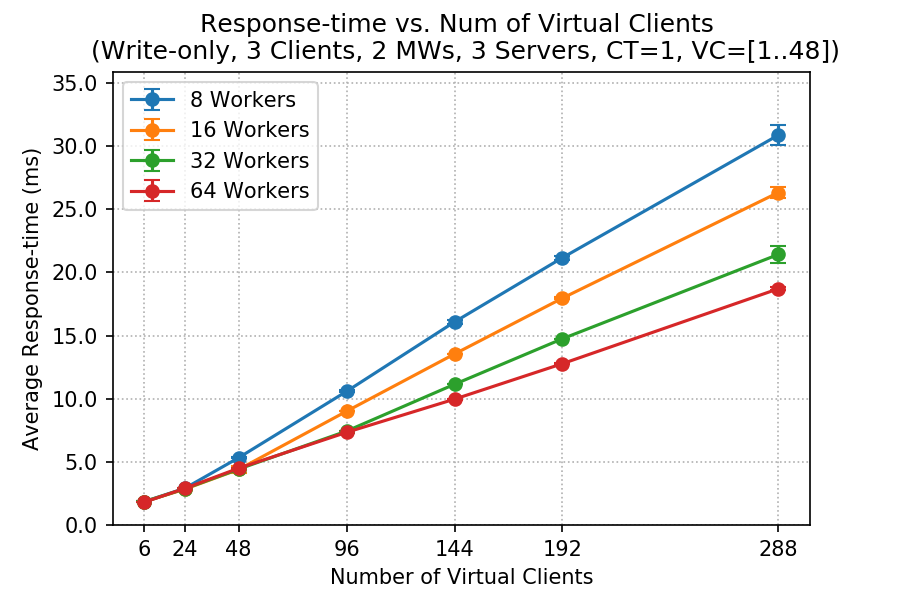 Response-time vs. Num of Virtual Clients
(Write-only, 3 Clients, 2 MWs, 3 Servers, CT=1, VC=[1..48])
35.0
30.0
25.0
20.0
15.0
10.0
5.0
0.0
Average Response-time (ms)
8 Workers
16 Workers
32 Workers
64 Workers
6 24 48 96 144 192 288
Number of Virtual Clients